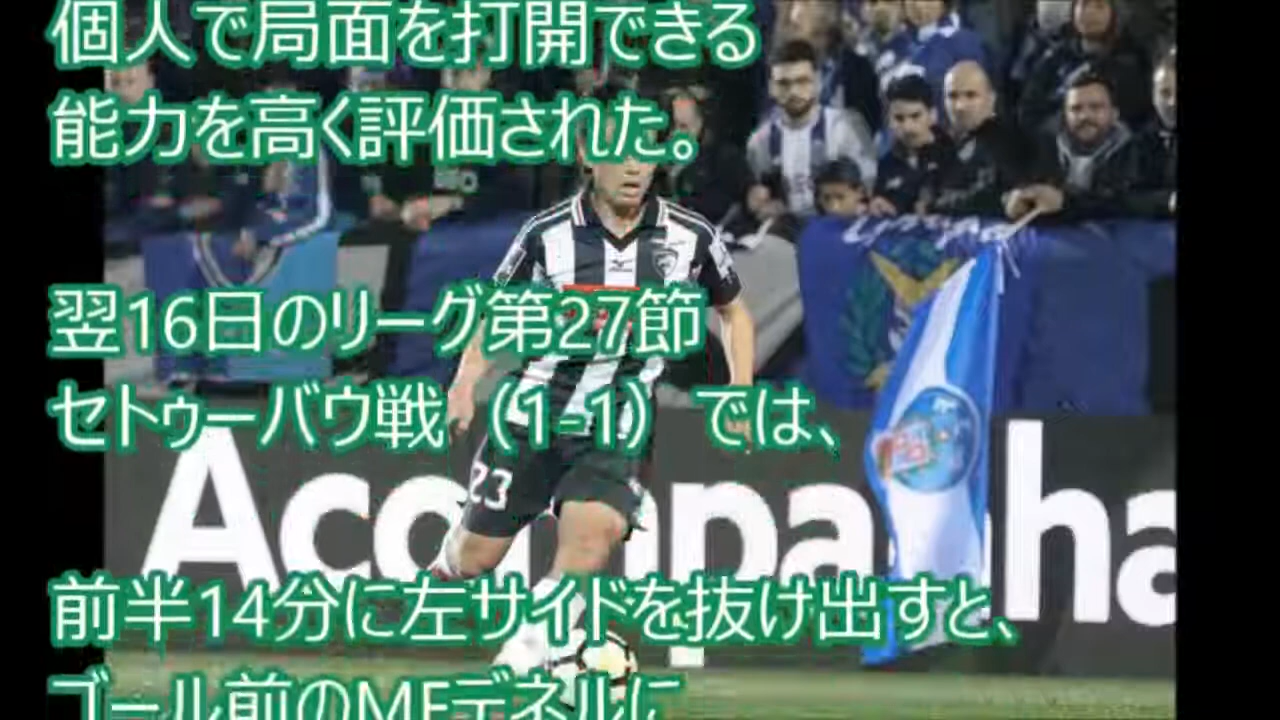 個人で局面を打開できる
能力を高く評価された。
翌16日のリーグ第27節
セトゥーバウ戦（1-1）では、
前半14分に左サイドを抜け出すと、
ゴール前のMFデネルに
Acompanha
23